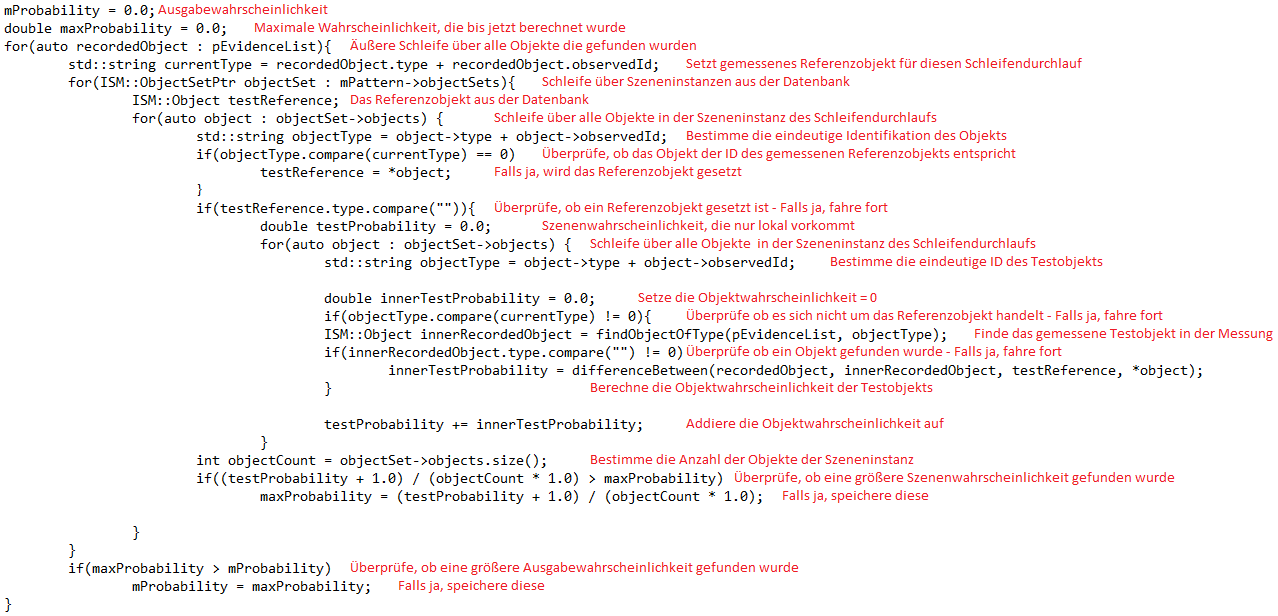 mProbability = 0.0; Ausgabewahrscheinlichkeit
double maxProbability = 0.0; Maximale Wahrscheinlichkeit, die bis jetzt berechnet wurde
for(auto recordedObject : pEvidenceList){ Äußere Schleife über alle Objekte die gefunden wurden
std::string currentType = recordedObject.type + recordedObject.observedId; Setzt gemessenes Referenzobjekt für diesen Schleifendurchlauf
for(ISM::ObjectSetPtr objectSet : mPattern->objectSets){ Schleife über Szeneninstanzen aus der Datenbank
ISM::Object testReference; Das Referenzobjekt aus der Datenbank
for(auto object : objectSet->objects) { Schleife über alle Objekte in der Szeneninstanz des Schleifendurchlaufs
std::string objectType = object->type + object->observedId; Bestimme die eindeutige Identifikation des Objekts
if(objectType.compare(currentType) == 0) Überprüfe, ob das Objekt der ID des gemessenen Referenzobjekts entspricht
testReference = *object; Falls ja, wird das Referenzobjekt gesetzt
}
if(testReference.type.compare("")){ Überprüfe, ob ein Referenzobjekt gesetzt ist - Falls ja, fahre fort
double testProbability = 0.0; Szenenwahrscheinlichkeit, die nur lokal vorkommt
for(auto object : objectSet->objects) { Schleife über alle Objekte in der Szeneninstanz des Schleifendurchlaufs
std::string objectType = object->type + object->observedId; Bestimme die eindeutige ID des Testobjekts
double innerTestProbability = 0.0; Setze die Objektwahrscheinlichkeit = 0
if(objectType.compare(currentType) != 0){ Überprüfe ob es sich nicht um das Referenzobjekt handelt - Falls ja, fahre fort
ISM::Object innerRecordedObject = findObjectOfType(pEvidenceList, objectType); Finde das gemessene Testobjekt in der Messung
if(innerRecordedObject.type.compare("") != 0) Überprüfe ob ein Objekt gefunden wurde - Falls ja, fahre fort
innerTestProbability = differenceBetween(recordedObject, innerRecordedObject, testReference, *object);
} Berechne die Objektwahrscheinlichkeit der Testobjekts
testProbability += innerTestProbability; Addiere die Objektwahrscheinlichkeit auf
}
int objectCount = objectSet->objects.size(); Bestimme die Anzahl der Objekte der Szeneninstanz
if((testProbability + 1.0) / (objectCount * 1.0) > maxProbability) Überprüfe, ob eine größere Szenenwahrscheinlichkeit gefunden wurde
maxProbability = (testProbability + 1.0) / (objectCount * 1.0); Falls ja, speichere diese
}
}
if(maxProbability > mProbability) Überprüfe, ob eine größere Ausgabewahrscheinlichkeit gefunden wurde
mProbability = maxProbability; Falls ja, speichere diese
}